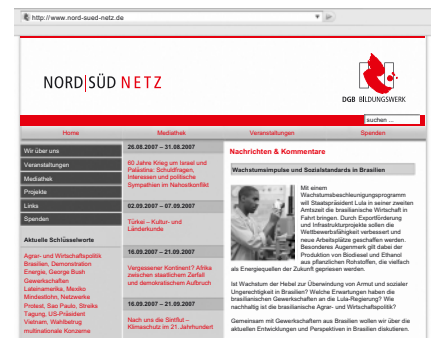 http://www.nord-sued-netz.de
NORD|SÜD NETZ
DGB BILDUNGSWERK
suchen ...
Home Mediathek Veranstaltungen Spenden
Wir über uns
Veranstaltungen
Mediathek
Projekte
Links
Spenden
Aktuelle Schlüsselworte
Agrar- und Wirtschaftspolitik
Brasilien, Demonstration
Energie, George Bush
Gewerkschaften
Lateinamerika, Mexiko
Mindestlohn, Netzwerke
Protest, Sao Paulo, Streiks
Tagung, US-Präsident
Vietnam, Wahlbetrug
multinationale Konzerne
26.08.2007 – 31.08.2007
60 Jahre Krieg um Israel und
Palästina: Schuldfragen,
Interessen und politische
Sympathien im Nahostkonflikt
02.09.2007 – 07.09.2007
Türkei – Kultur- und
Länderkunde
16.09.2007 – 21.09.2007
Vergessener Kontinent? Afrika
zwischen staatlichem Zerfall
und demokratischem Aufbruch
16.09.2007 – 21.09.2007
Nach uns die Sintflut –
Klimaschutz im 21. Jahrhundert
Nachrichten & Kommentare
Wachstumsimpulse und Sozialstandards in Brasilien
Mit einem
Wachstumsbeschleunigungsprogramm
will Staatspräsident Lula in seiner zweiten
Amtszeit die brasilianische Wirtschaft in
Fahrt bringen. Durch Exportförderung
und Infrastrukturprojekte sollen die
Wettbewerbsfähigkeit verbessert und
neue Arbeitsplätze geschaffen werden.
Besonderes Augenmerk gilt dabei der
Produktion von Biodiesel und Ethanol
aus pflanzlichen Rohstoffen, die vielfach
als Energiequellen der Zukunft gepriesen werden.
Ist Wachstum der Hebel zur Überwindung von Armut und sozialer
Ungerechtigkeit in Brasilien? Welche Erwartungen haben die
brasilianischen Gewerkschaften an die Lula-Regierung? Wie
nachhaltig ist die brasilianische Agrar- und Wirtschaftspolitik?
Gemeinsam mit Gewerkschaftern aus Brasilien wollen wir über die
aktuellen Entwicklungen und Perspektiven in Brasilien diskutieren.